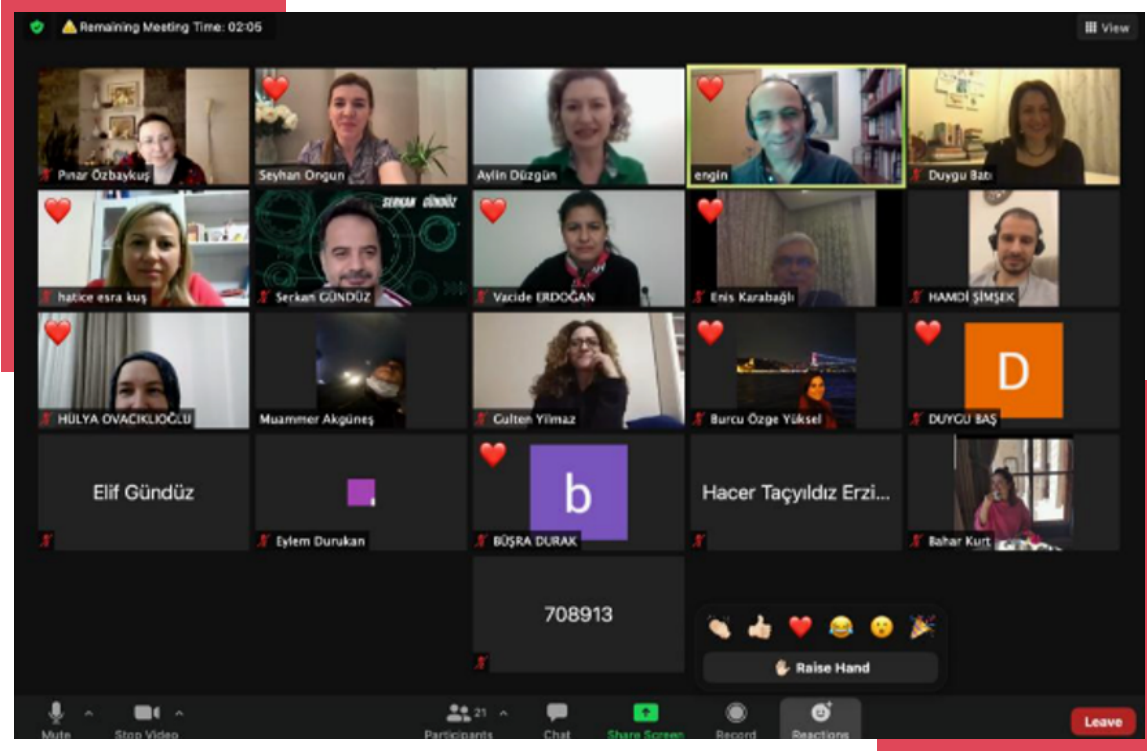 Remaining Meeting Time: 02:05
View
Pınar Özbaykuş
Seyhan Ongun
Aylin Düzgün
engin
Duygu Batı
hatice esra kuş
SERKAN GÜNDÜZ
Serkan GÜNDÜZ
Vacide ERDOĞAN
Enis Karabağlı
HAMDİ ŞİMŞEK
HÜLYA OVACIKLIOĞLU
Muammer Akgüneş
Gulten Yilmaz
Burcu Özge Yüksel
D
DUYGU BAŞ
Elif Gündüz
Eylem Durukan
b
BÜŞRA DURAK
Hacer Taçyıldız Erzi...
Bahar Kurt
708913
Raise Hand
Mute
Stop Video
21
Participants
Chat
Share Screen
Record
Reactions
Leave